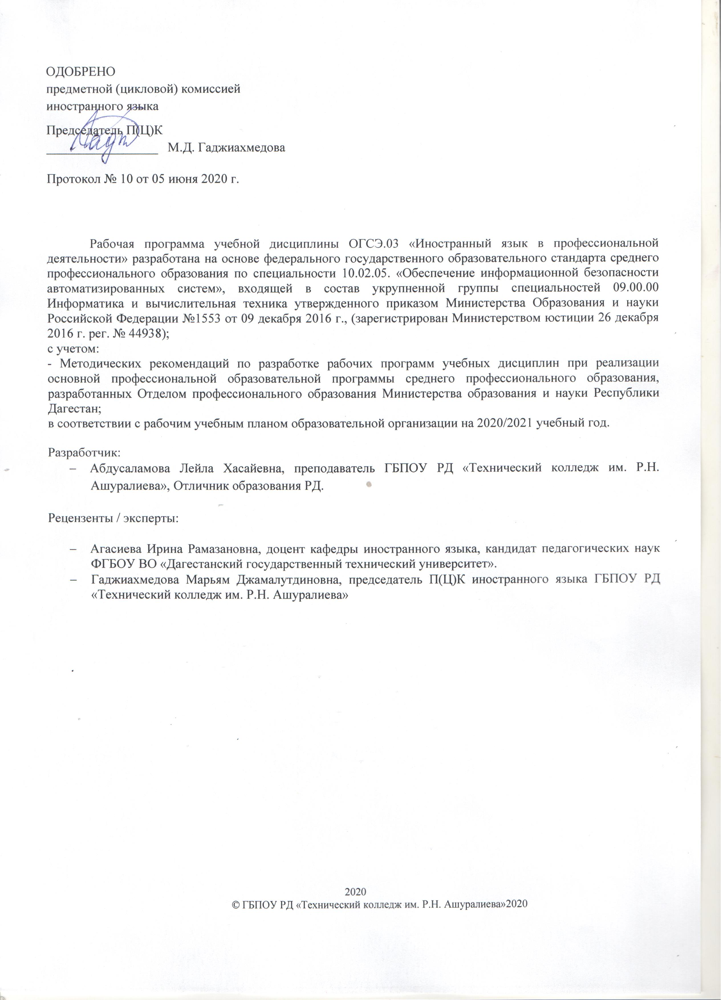 ОДОБРЕНО
предметной (цикловой) комиссией
иностранного языка
Председатель П(Ц)К
М.Д. Гаджиахмедова
Протокол № 10 от 05 июня 2020 г.
Рабочая программа учебной дисциплины ОГСЭ.03 «Иностранный язык в профессиональной
деятельности» разработана на основе федерального государственного образовательного стандарта среднего
профессионального образования по специальности 10.02.05. «Обеспечение информационной безопасности
автоматизированных систем», входящей в состав укрупненной группы специальностей 09.00.00
Информатика и вычислительная техника утвержденного приказом Министерства Образования и науки
Российской Федерации №1553 от 09 декабря 2016 г., (зарегистрирован Министерством юстиции 26 декабря
2016 г. рег. № 44938);
с учетом:
- Методических рекомендаций по разработке рабочих программ учебных дисциплин при реализации
основной профессиональной образовательной программы среднего профессионального образования,
разработанных Отделом профессионального образования Министерства образования и науки Республики
Дагестан;
в соответствии с рабочим учебным планом образовательной организации на 2020/2021 учебный год.
Разработчик:
– Абдусаламова Лейла Хасайевна, преподаватель ГБПОУ РД «Технический колледж им. Р.Н.
Ашуралиева», Отличник образования РД.
Рецензенты / эксперты:
– Агасиева Ирина Рамазановна, доцент кафедры иностранного языка, кандидат педагогических наук
ФГБОУ ВО «Дагестанский государственный технический университет».
– Гаджиахмедова Марьям Джамалутдиновна, председатель П(Ц)К иностранного языка ГБПОУ РД
«Технический колледж им. Р.Н. Ашуралиева»
2020
© ГБПОУ РД «Технический колледж им. Р.Н. Ашуралиева»2020